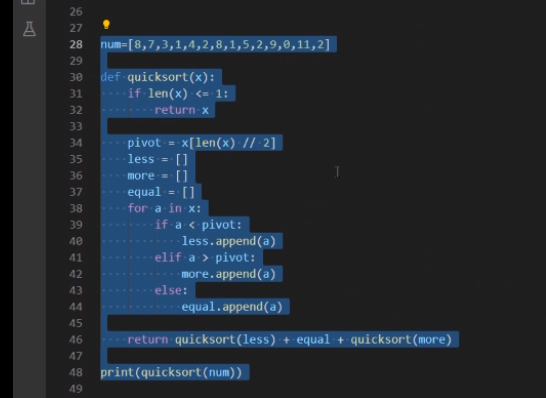 26
27
28 num=[8,7,3,1,4,2,8,1,5,2,9,0,11,2]
29
30 def quicksort(x):
31     if len(x) <= 1:
32         return x
33
34     pivot = x[len(x) // 2]
35     less = []
36     more = []
37     equal = []
38     for a in x:
39         if a < pivot:
40             less.append(a)
41         elif a > pivot:
42             more.append(a)
43         else:
44             equal.append(a)
45
46     return quicksort(less) + equal + quicksort(more)
47
48 print(quicksort(num))
49